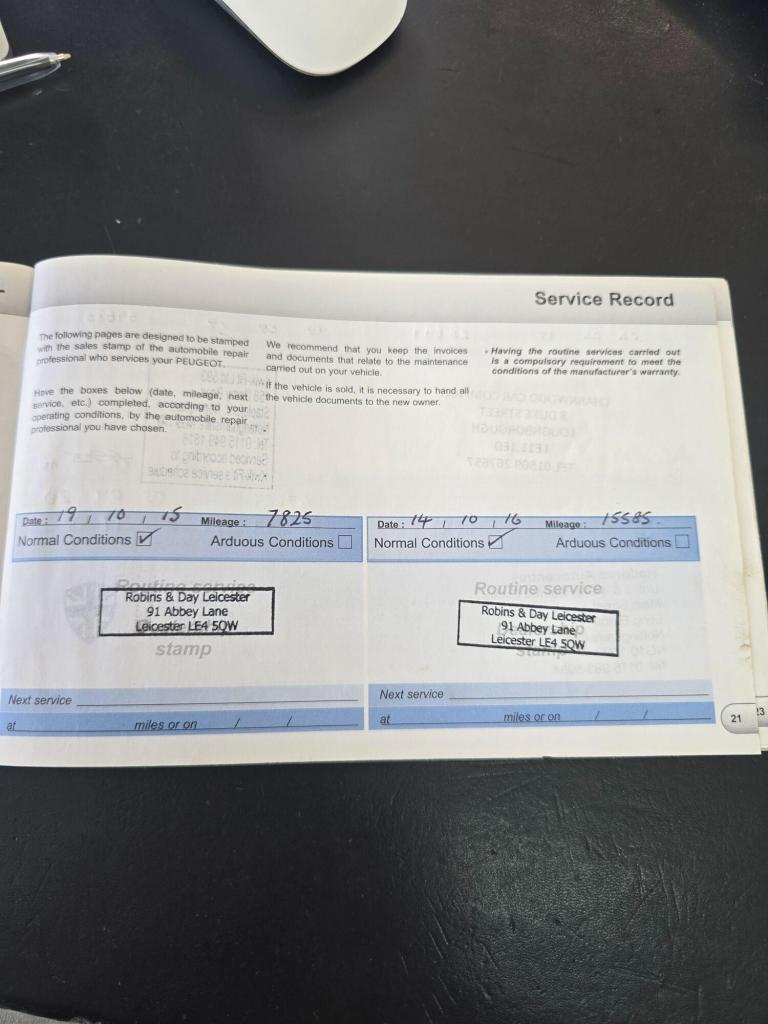 Service Record
The following pages are designed to be stamped
with the sales stamp of the automobile repair
professional who services your PEUGEOT.
Have the boxes below (date, mileage, next
service, etc.) completed, according to your
operating conditions, by the automobile repair
professional you have chosen.
We recommend that you keep the invoices
and documents that relate to the maintenance
carried out on your vehicle.
If the vehicle is sold, it is necessary to hand all
the vehicle documents to the new owner.
Having the routine services carried out
is a compulsory requirement to meet the
conditions of the manufacturer's warranty.
Date : 19 / 10 / 15 Mileage : 7825
Normal Conditions Arduous Conditions
Routine service
Robins & Day Leicester
91 Abbey Lane
Leicester LE4 5QW
stamp
Next service
at miles or on / /
Date : 14 / 10 / 16 Mileage : 15585.
Normal Conditions Arduous Conditions
Routine service
Robins & Day Leicester
91 Abbey Lane
Leicester LE4 5QW
stamp
Next service
at miles or on / /
21
23